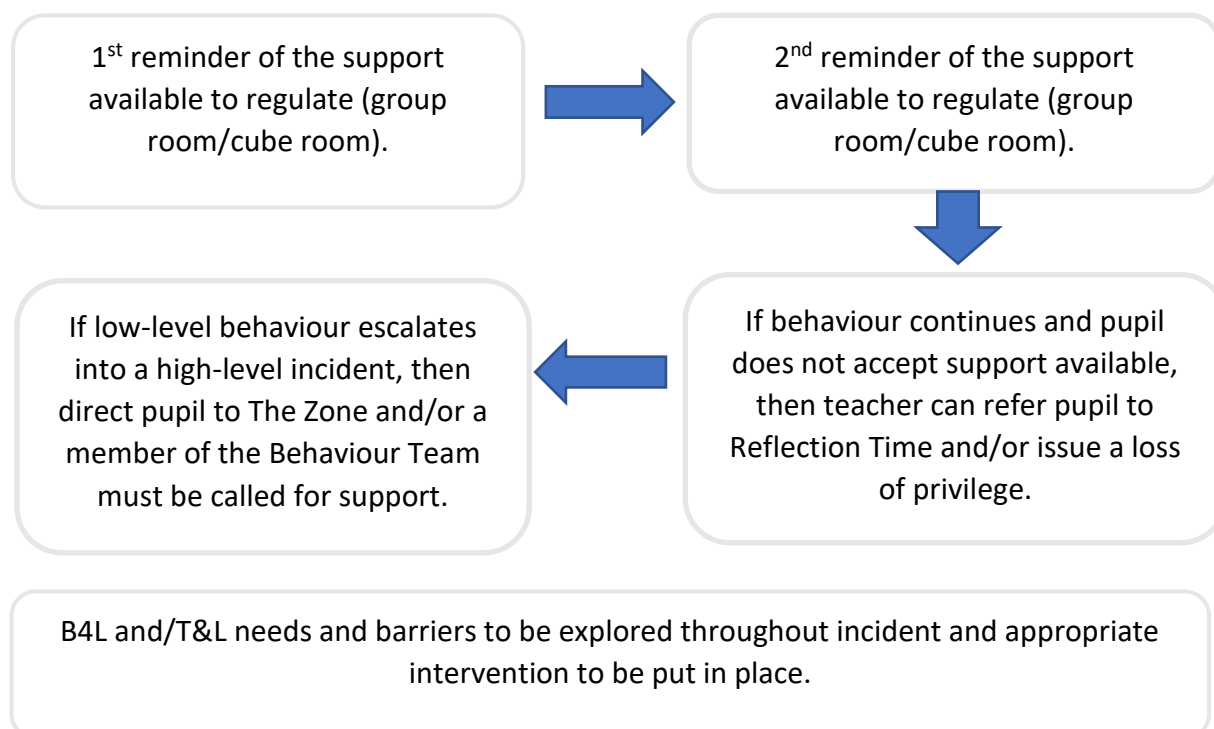 1st reminder of the support
available to regulate (group
room/cube room).
2nd reminder of the support
available to regulate (group
room/cube room).
If behaviour continues and pupil
does not accept support available,
then teacher can refer pupil to
Reflection Time and/or issue a loss
of privilege.
If low-level behaviour escalates
into a high-level incident, then
direct pupil to The Zone and/or a
member of the Behaviour Team
must be called for support.
B4L and/T&L needs and barriers to be explored throughout incident and appropriate
intervention to be put in place.